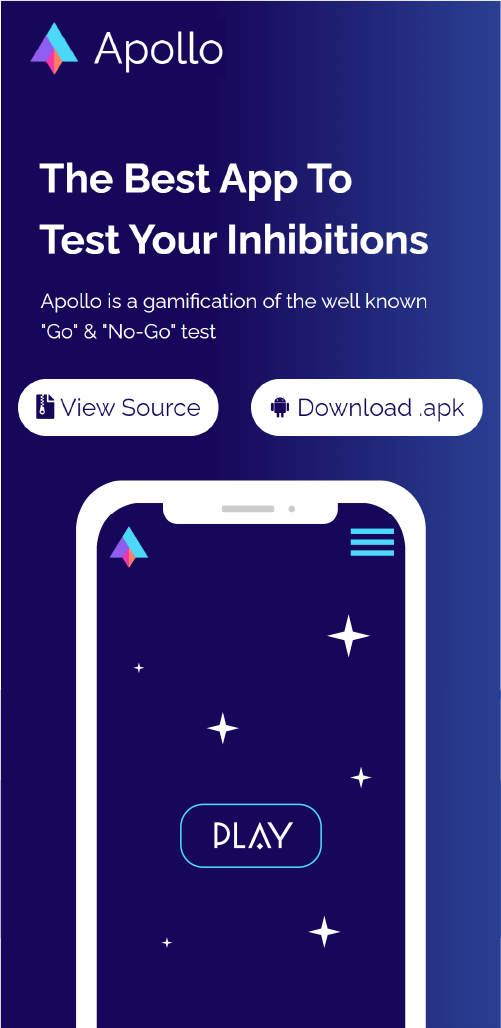 Apollo
The Best App To
Test Your Inhibitions
Apollo is a gamification of the well known
"Go" & "No-Go" test
View Source
Download .apk
PLAY